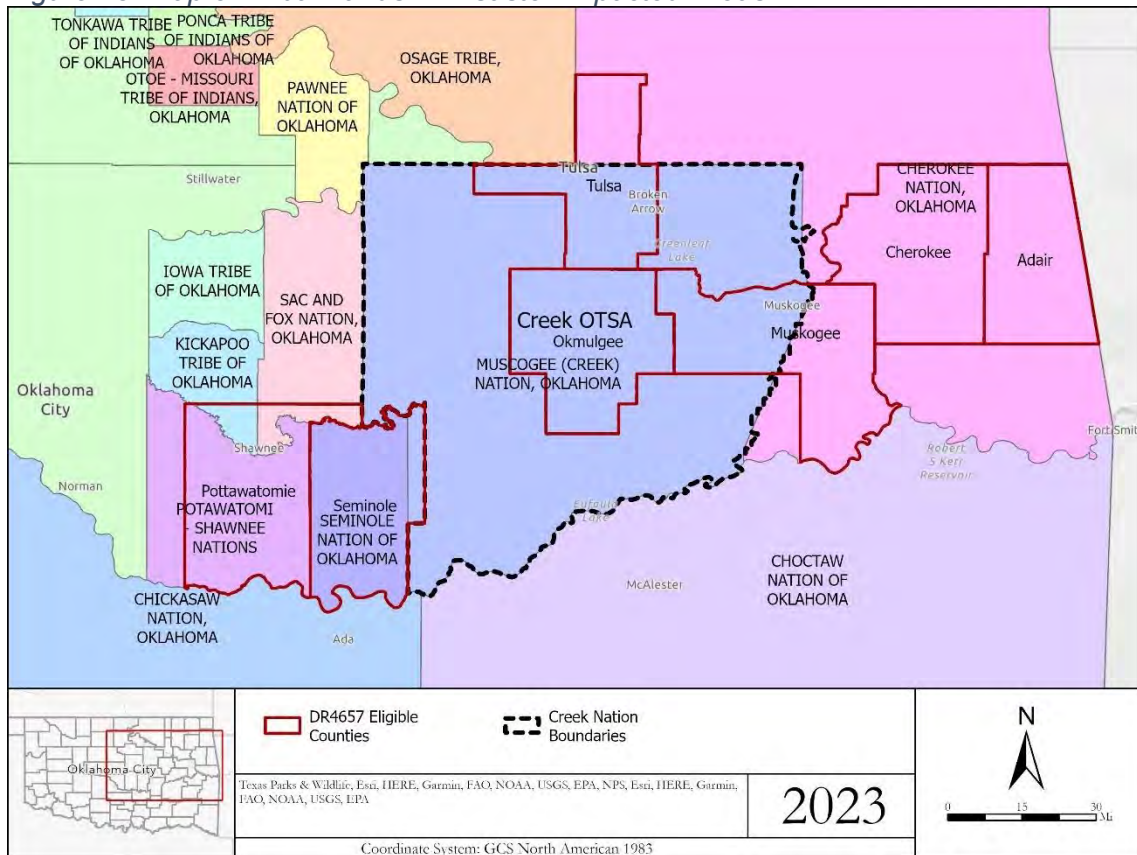 TONKAWA TRIBE
OF INDIANS
OF OKLAHOMA
PONCA TRIBE
OF INDIANS OF
OKLAHOMA
OTOE - MISSOURI
TRIBE OF INDIANS,
OKLAHOMA
PAWNEE
NATION OF
OKLAHOMA
OSAGE TRIBE,
OKLAHOMA
Stillwater
Tulsa
Tulsa
Broken
Arrow
Greenleaf
Lake
CHEROKEE
NATION,
OKLAHOMA
Cherokee
Adair
IOWA TRIBE
OF OKLAHOMA
SAC AND
FOX NATION,
OKLAHOMA
KICKAPOO
TRIBE OF
OKLAHOMA
Creek OTSA
Okmulgee
MUSCOGEE (CREEK)
NATION, OKLAHOMA
Muskogee
Muskogee
Oklahoma
City
Shawnee
Norman
Pottawatomie
POTAWATOMI
- SHAWNEE
NATIONS
Seminole
SEMINOLE
NATION OF
OKLAHOMA
Eufaula
Lake
Robert
S Kerr
Reservoir
Fort Smit
McAlester
CHOCTAW
NATION OF
OKLAHOMA
CHICKASAW
NATION,
OKLAHOMA
Ada
Oklahoma City
DR4657 Eligible
Counties
Creek Nation
Boundaries
Texas Parks & Wildlife, Esri, HERE, Garmin, FAO, NOAA, USGS, EPA, NPS, Esri, HERE, Garmin,
FAO, NOAA, USGS, EPA
2023
Coordinate System: GCS North American 1983
N
0 15 30
Mi